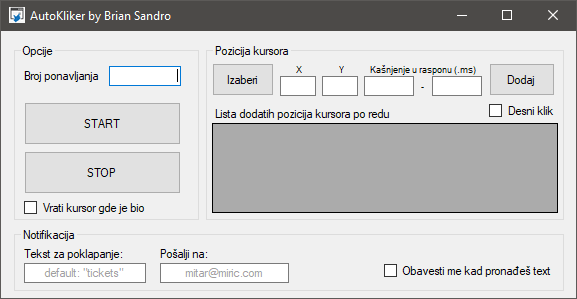 AutoKliker by Brian Sandro
Opcije
Broj ponavljanja
START
STOP
Vrati kursor gde je bio
Pozicija kursora
Izaberi
X
Y
Kašnjenje u rasponu (.ms)
-
Dodaj
Desni klik
Lista dodatih pozicija kursora po redu
Notifikacija
Tekst za poklapanje:
default: "tickets"
Pošalji na:
mitar@miric.com
Obavesti me kad pronađeš text